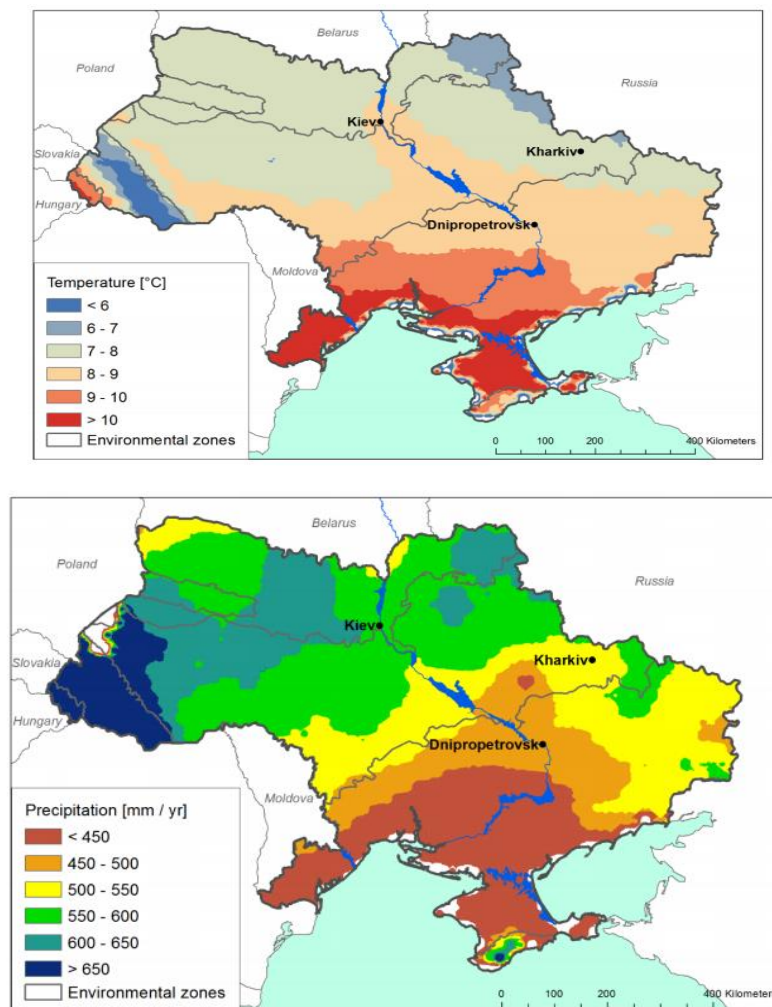 Belarus
Poland
Russia
Kiev
Kharkiv
Slovakia
Hungary
Dnipropetrovsk
Moldova
Temperature [°C]
< 6
6 - 7
7 - 8
8 - 9
9 - 10
> 10
Environmental zones
0 100 200 400 Kilometers
Belarus
Poland
Russia
Kiev
Kharkiv
Slovakia
Hungary
Dnipropetrovsk
Moldova
Precipitation [mm / yr]
< 450
450 - 500
500 - 550
550 - 600
600 - 650
> 650
Environmental zones
0 100 200 400 Kilometers